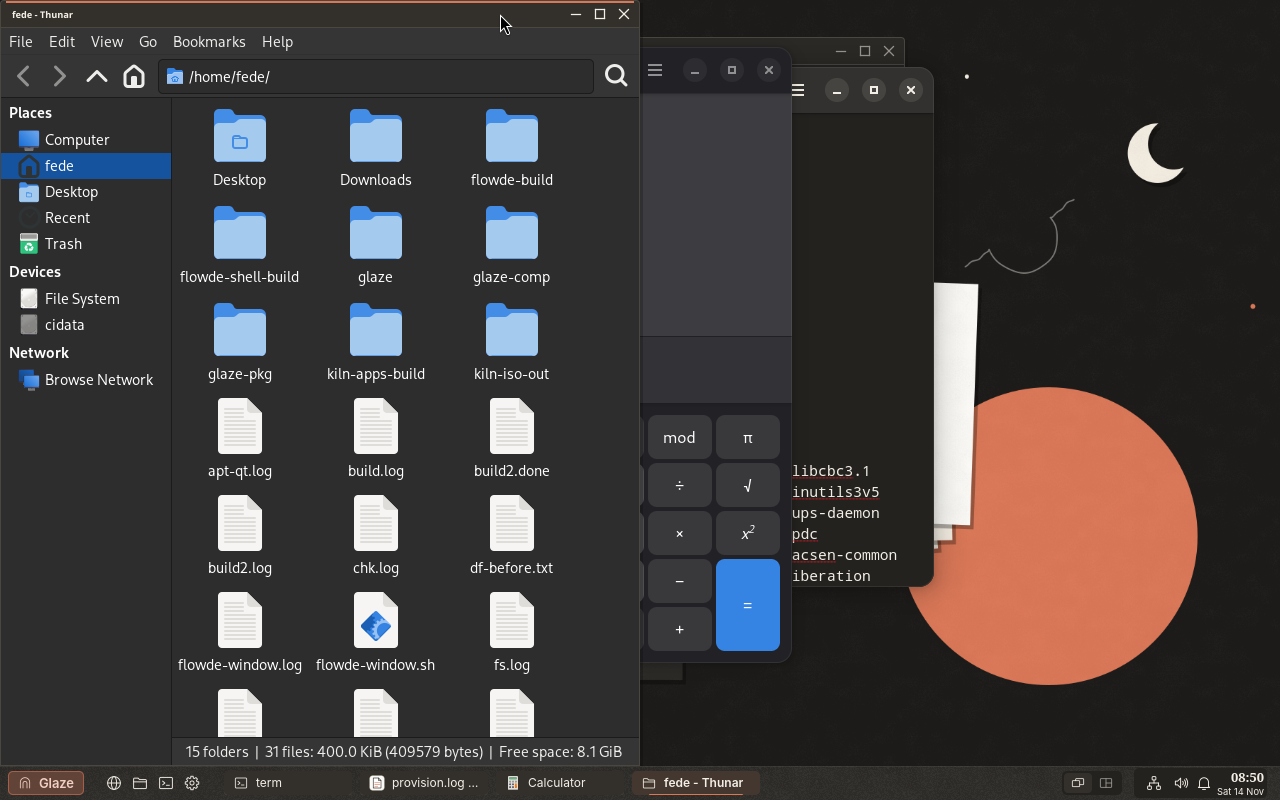 fede - Thunar
File Edit View Go Bookmarks Help
/home/fede/
Places
Computer
fede
Desktop
Recent
Trash
Devices
File System
cidata
Network
Browse Network
Desktop Downloads flowde-build
flowde-shell-build glaze glaze-comp
glaze-pkg kiln-apps-build kiln-iso-out
apt-qt.log build.log build2.done
build2.log chk.log df-before.txt
flowde-window.log flowde-window.sh fs.log
15 folders | 31 files: 400.0 KiB (409579 bytes) | Free space: 8.1 GiB
mod π
÷ √
× x²
− =
+
libcbc3.1
inutils3v5
ups-daemon
pdc
acsen-common
iberation
Glaze term provision.log ... Calculator fede - Thunar
08:50
Sat 14 Nov